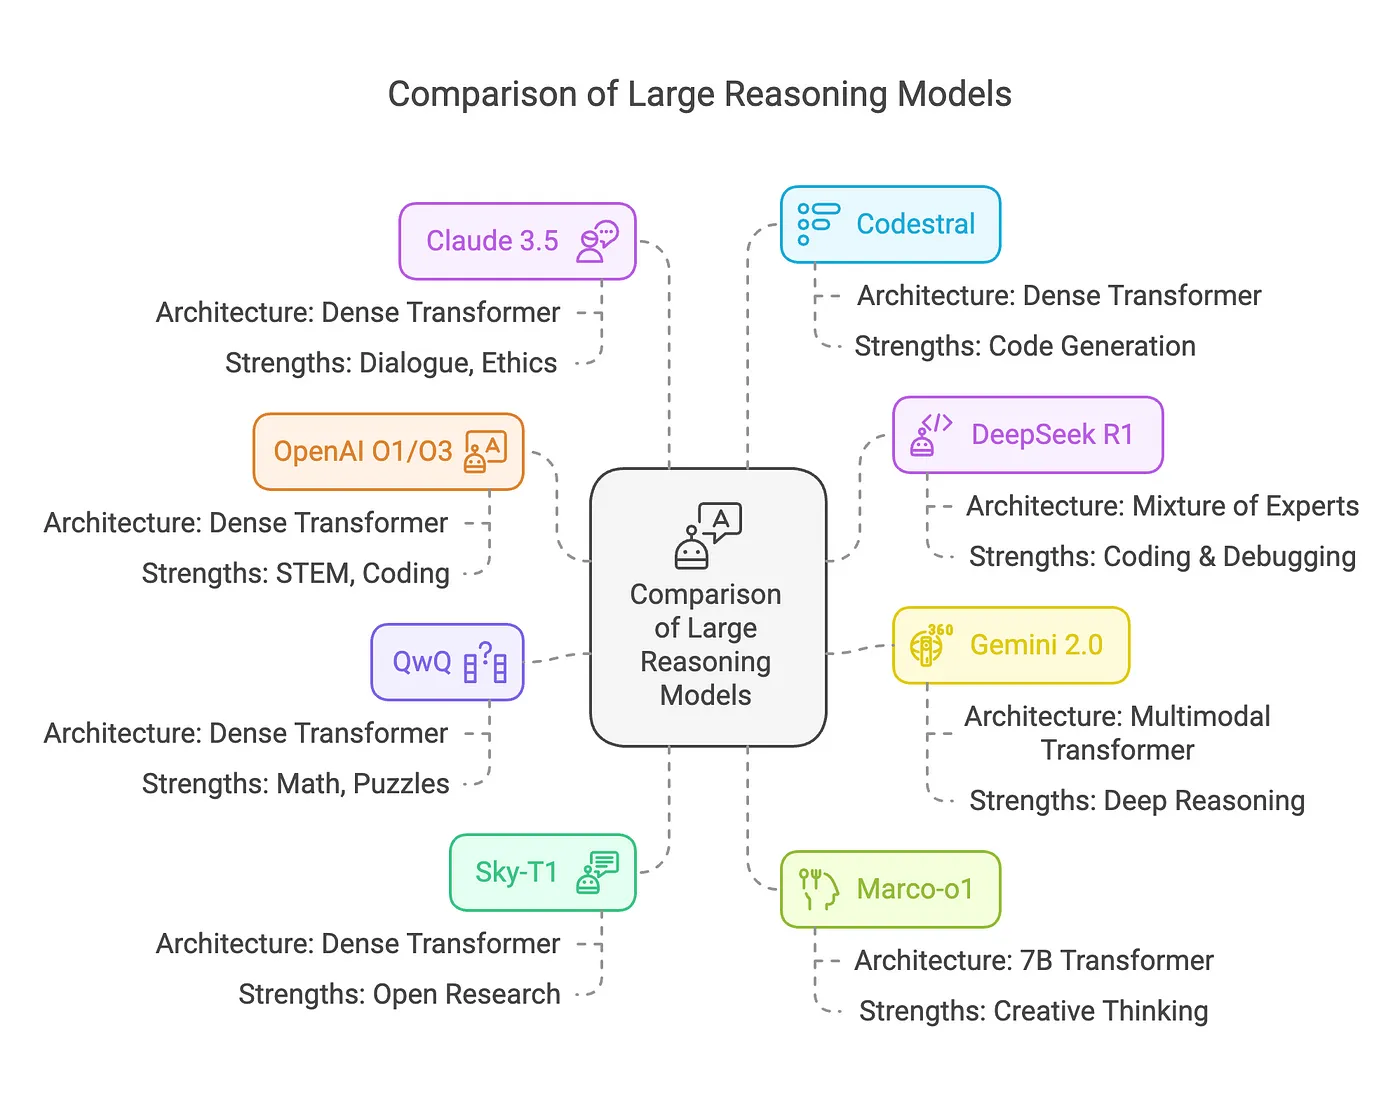 Comparison of Large Reasoning Models
Claude 3.5
Architecture: Dense Transformer
Strengths: Dialogue, Ethics
OpenAI O1/O3
A
Architecture: Dense Transformer
Strengths: STEM, Coding
QwQ
?
Architecture: Dense Transformer
Strengths: Math, Puzzles
Sky-T1
Architecture: Dense Transformer
Strengths: Open Research
A
Comparison
of Large
Reasoning
Models
Codestral
Architecture: Dense Transformer
Strengths: Code Generation
</>
DeepSeek R1
Architecture: Mixture of Experts
Strengths: Coding & Debugging
360
Gemini 2.0
Architecture: Multimodal
Transformer
Strengths: Deep Reasoning
Marco-o1
Architecture: 7B Transformer
Strengths: Creative Thinking